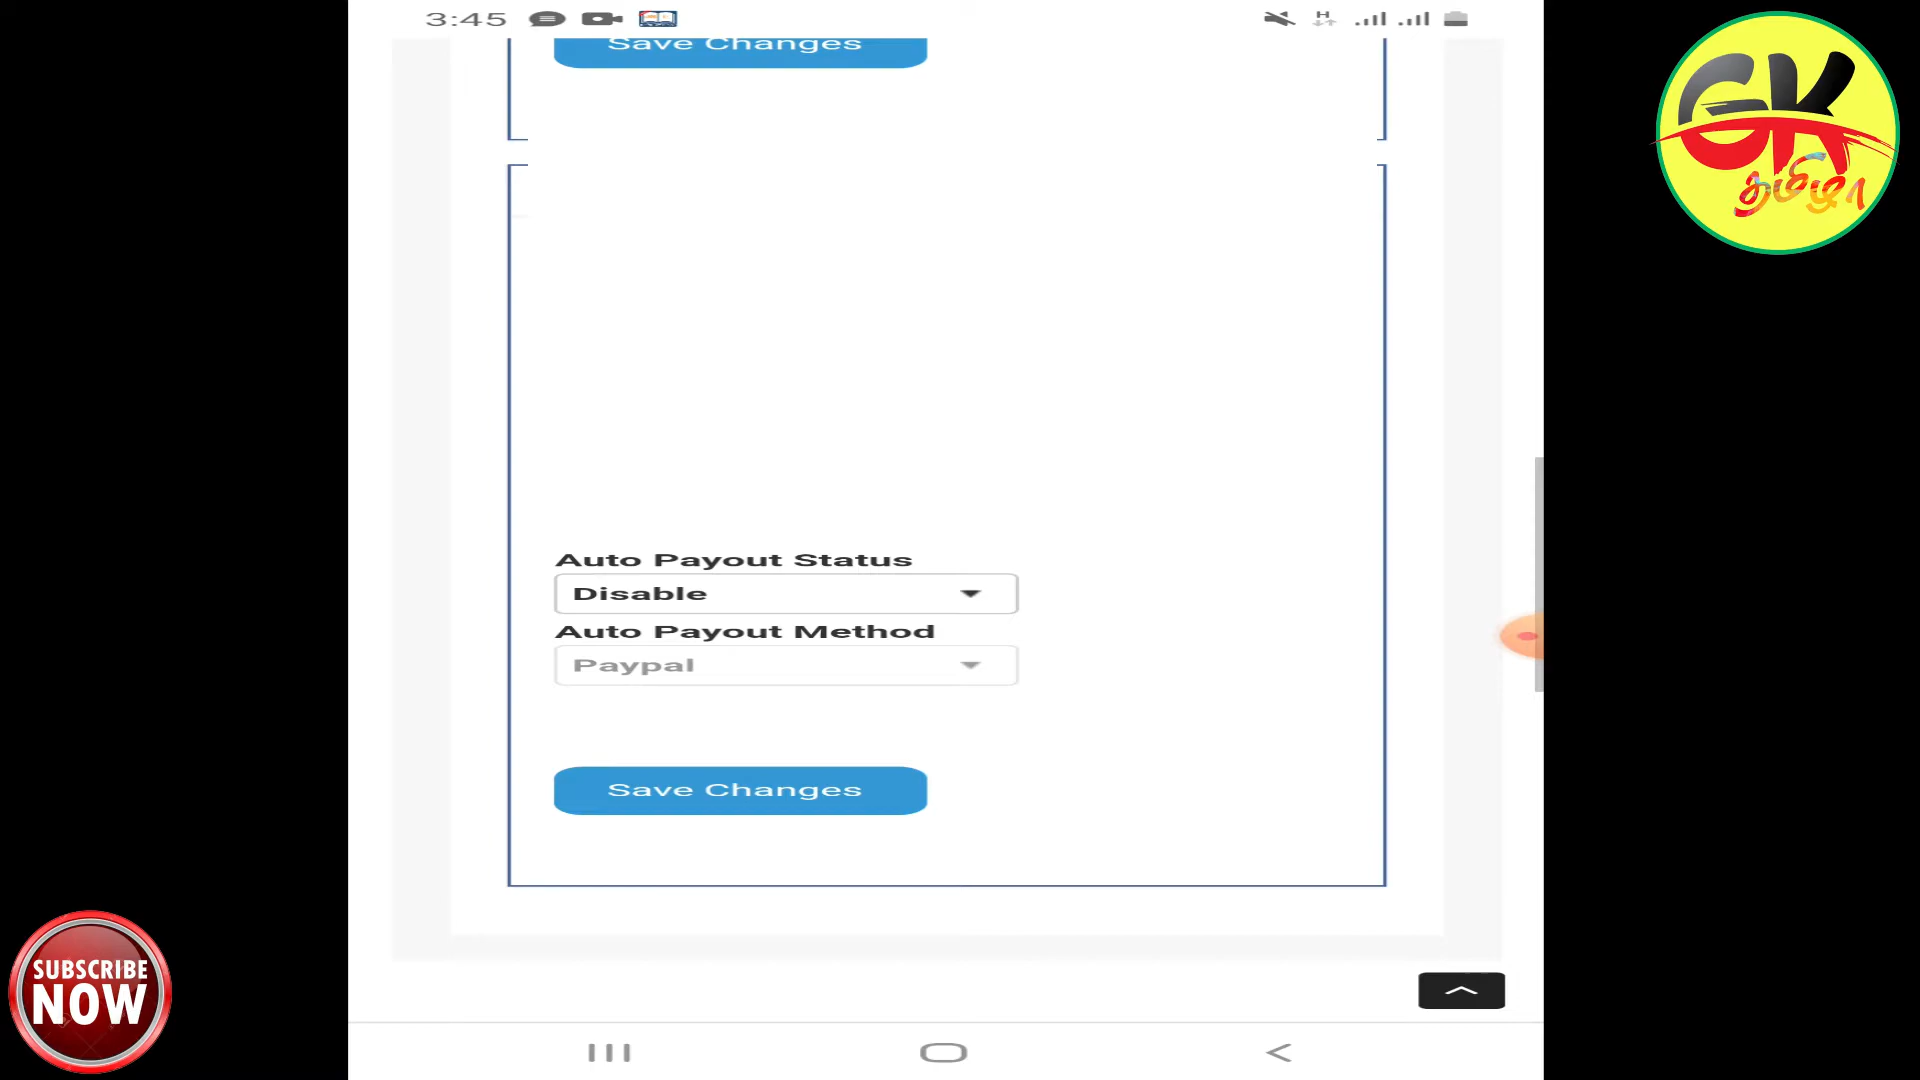 3:45
H
Save Changes
GK
தமிழா
Auto Payout Status
Disable
Auto Payout Method
Paypal
Save Changes
SUBSCRIBE
NOW